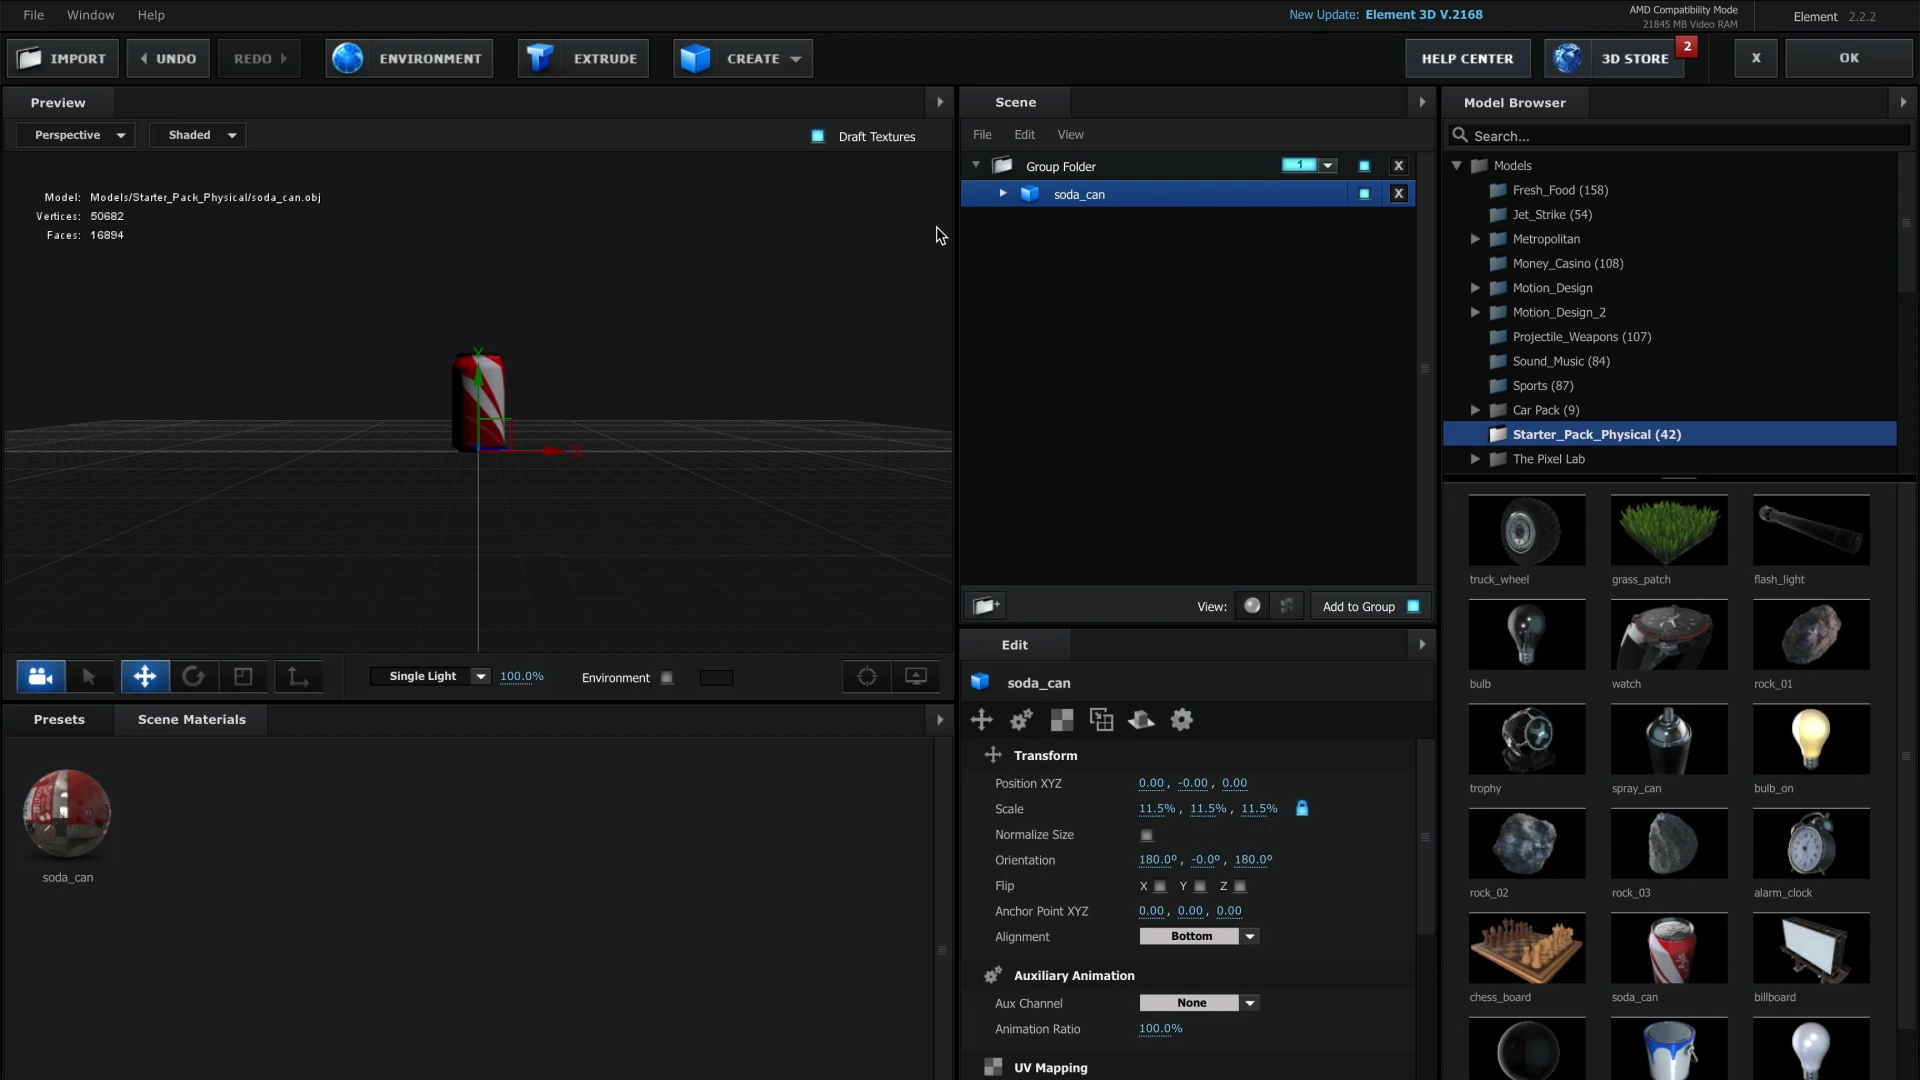 File Window Help
New Update: Element 3D V.2168
AMD Compatibility Mode
21845 MB Video RAM
Element 2.2.2
IMPORT
UNDO
REDO
ENVIRONMENT
EXTRUDE
CREATE
HELP CENTER
3D STORE
2
X
OK
Preview
Perspective
Shaded
Draft Textures
Model: Models/Starter_Pack_Physical/soda_can.obj
Vertices: 50682
Faces: 16894
Y
X
Single Light
100.0%
Environment
Presets
Scene Materials
soda_can
Scene
File Edit View
Group Folder
1
X
soda_can
X
View:
Add to Group
Edit
soda_can
Transform
Position XYZ 0.00, -0.00, 0.00
Scale 11.5%, 11.5%, 11.5%
Normalize Size
Orientation 180.0°, -0.0°, 180.0°
Flip X Y Z
Anchor Point XYZ 0.00, 0.00, 0.00
Alignment Bottom
Auxiliary Animation
Aux Channel None
Animation Ratio 100.0%
UV Mapping
Model Browser
Search...
Models
Fresh_Food (158)
Jet_Strike (54)
Metropolitan
Money_Casino (108)
Motion_Design
Motion_Design_2
Projectile_Weapons (107)
Sound_Music (84)
Sports (87)
Car Pack (9)
Starter_Pack_Physical (42)
The Pixel Lab
truck_wheel grass_patch flash_light
bulb watch rock_01
trophy spray_can bulb_on
rock_02 rock_03 alarm_clock
chess_board soda_can billboard